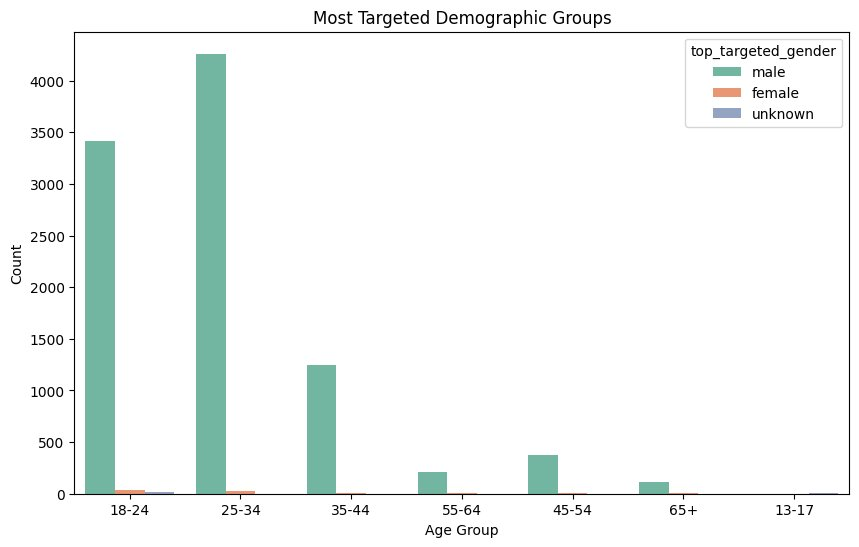 Most Targeted Demographic Groups
top_targeted_gender
male
female
unknown
4000
3500
3000
2500
2000
1500
1000
500
0
Count
18-24 25-34 35-44 55-64 45-54 65+ 13-17
Age Group